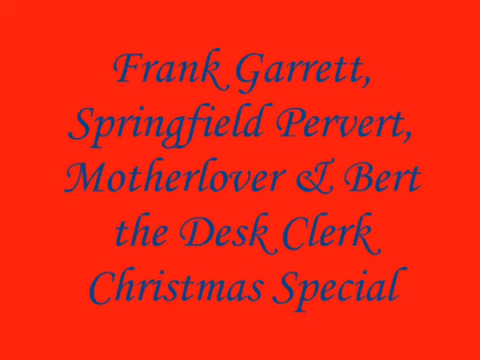 Frank Garrett,
Springfield Pervert,
Motherlover & Bert
the Desk Clerk
Christmas Special